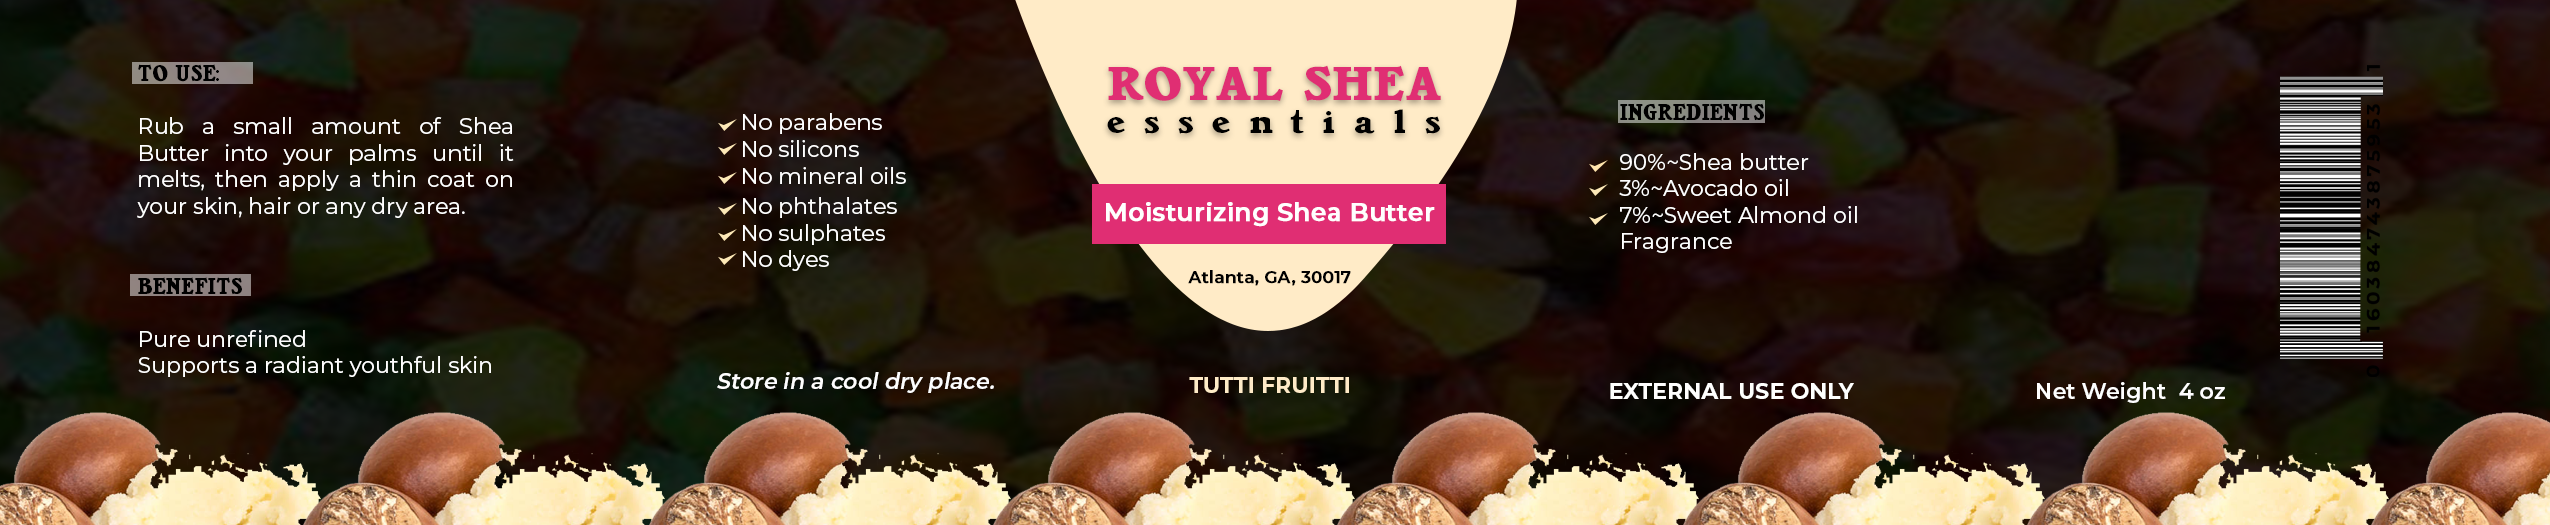 TO USE:
Rub a small amount of Shea
Butter into your palms until it
melts, then apply a thin coat on
your skin, hair or any dry area.
BENEFITS
Pure unrefined
Supports a radiant youthful skin
No parabens
No silicons
No mineral oils
No phthalates
No sulphates
No dyes
Store in a cool dry place.
ROYAL SHEA
essentials
Moisturizing Shea Butter
Atlanta, GA, 30017
TUTTI FRUITTI
INGREDIENTS
90%~Shea butter
3%~Avocado oil
7%~Sweet Almond oil
Fragrance
EXTERNAL USE ONLY
Net Weight 4 oz